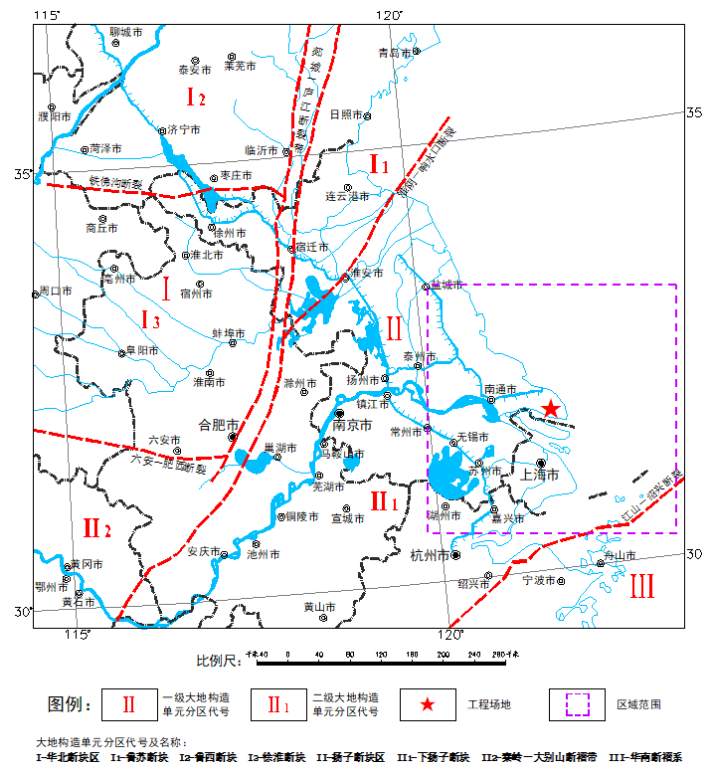 115° 120°
聊城市
青岛市
泰安市
莱芜市
I2
濮阳市
日照市
35°
济宁市
菏泽市
临沂市
I1
35°
枣庄市
铁佛沟断裂
连云港市
商丘市
徐州市
宿迁市
淮北市
淮安市
亳州市
I
宿州市
盐城市
周口市
I3
II
蚌埠市
阜阳市
泰州市
淮南市
扬州市
滁州市
南通市
镇江市
合肥市
南京市
常州市
六安市
无锡市
六安—肥西断裂
巢湖市
马鞍山市
苏州市
上海市
芜湖市
II1
II2
湖州市
铜陵市
宣城市
嘉兴市
江山—绍兴断裂
安庆市
池州市
杭州市
30°
黄冈市
舟山市
鄂州市
绍兴市
宁波市
III
黄石市
30°
黄山市
115° 120°
比例尺: 千米40 0 40 80 120 160 200 240 280千米
图例:
II 一级大地构造单元分区代号
II1 二级大地构造单元分区代号
工程场地
区域范围
大地构造单元分区代号及名称:
I-华北断块区 I1-鲁苏断块 I2-鲁西断块 I3-徐淮断块 II-扬子断块区 II1-下扬子断块 II2-秦岭—大别山断褶带 III-华南断褶系